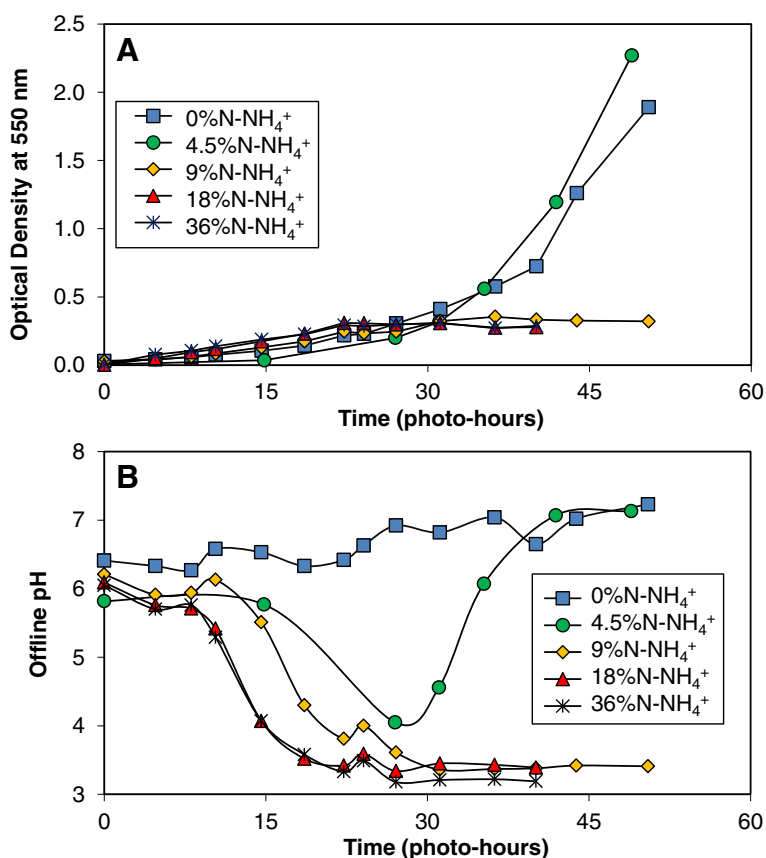 A
Optical Density at 550 nm
2.5
2.0
1.5
1.0
0.5
0.0
0%N-NH₄⁺
4.5%N-NH₄⁺
9%N-NH₄⁺
18%N-NH₄⁺
36%N-NH₄⁺
0 15 30 45 60
Time (photo-hours)
B
Offline pH
8
7
6
5
4
3
0%N-NH₄⁺
4.5%N-NH₄⁺
9%N-NH₄⁺
18%N-NH₄⁺
36%N-NH₄⁺
0 15 30 45 60
Time (photo-hours)